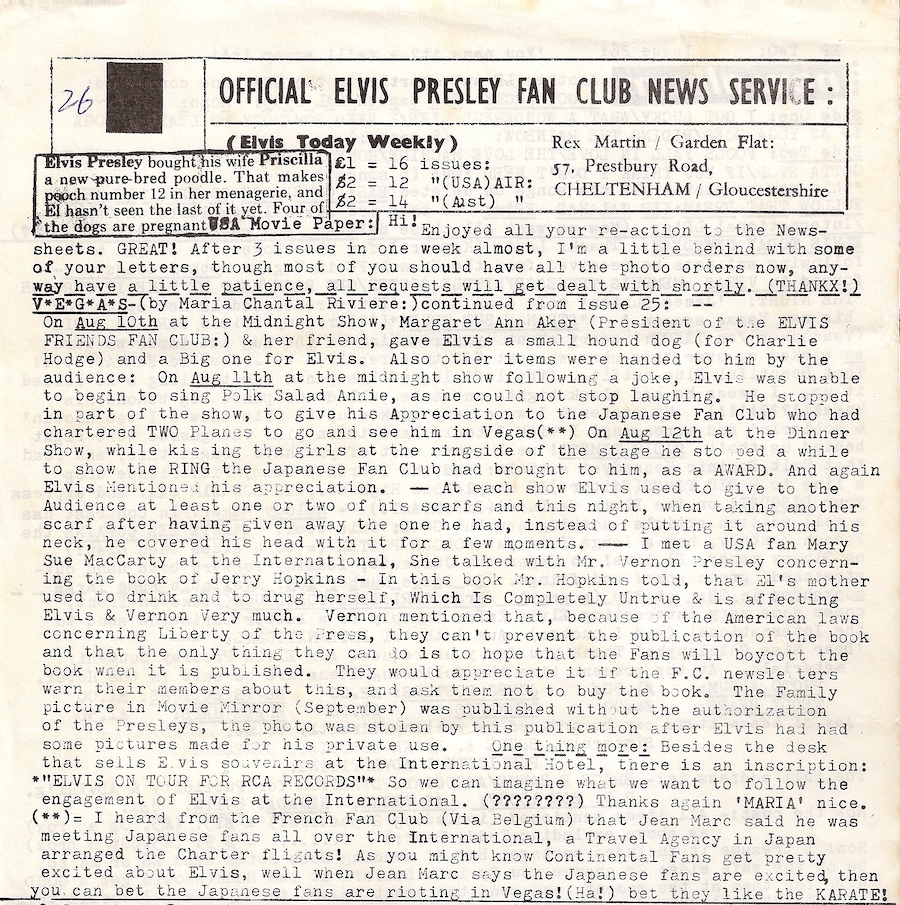 26
OFFICIAL ELVIS PRESLEY FAN CLUB NEWS SERVICE :
(Elvis Today Weekly)
Elvis Presley bought his wife Priscilla
a new pure-bred poodle. That makes
pooch number 12 in her menagerie, and
El hasn't seen the last of it yet. Four of
the dogs are pregnant USA Movie Paper:
£1 = 16 issues:
$2 = 12 "(USA)AIR:
$2 = 14 "(Aust) "
Rex Martin / Garden Flat:
57, Prestbury Road,
CHELTENHAM / Gloucestershire
Hi! Enjoyed all your re-action to the News-
sheets. GREAT! After 3 issues in one week almost, I'm a little behind with some
of your letters, though most of you should have all the photo orders now, any-
way have a little patience, all requests will get dealt with shortly. (THANKX!)
V*E*G*A*S-(by Maria Chantal Riviere:)continued from issue 25: --
On Aug 10th at the Midnight Show, Margaret Ann Aker (President of the ELVIS
FRIENDS FAN CLUB:) & her friend, gave Elvis a small hound dog (for Charlie
Hodge) and a Big one for Elvis. Also other items were handed to him by the
audience: On Aug 11th at the midnight show following a joke, Elvis was unable
to begin to sing Polk Salad Annie, as he could not stop laughing. He stopped
in part of the show, to give his Appreciation to the Japanese Fan Club who had
chartered TWO Planes to go and see him in Vegas(**) On Aug 12th at the Dinner
Show, while kis ing the girls at the ringside of the stage he sto ped a while
to show the RING the Japanese Fan Club had brought to him, as a AWARD. And again
Elvis Mentioned his appreciation. — At each show Elvis used to give to the
Audience at least one or two of his scarfs and this night, when taking another
scarf after having given away the one he had, instead of putting it around his
neck, he covered his head with it for a few moments. — I met a USA fan Mary
Sue MacCarty at the International, She talked with Mr. Vernon Presley concern-
ing the book of Jerry Hopkins - In this book Mr. Hopkins told, that El's mother
used to drink and to drug herself, Which Is Completely Untrue & is affecting
Elvis & Vernon Very much. Vernon mentioned that, because of the American laws
concerning Liberty of the Press, they can't prevent the publication of the book
and that the only thing they can do is to hope that the Fans will boycott the
book when it is published. They would appreciate it if the F.C. newsle ters
warn their members about this, and ask them not to buy the book. The Family
picture in Movie Mirror (September) was published without the authorization
of the Presleys, the photo was stolen by this publication after Elvis had had
some pictures made for his private use. One thing more: Besides the desk
that sells Elvis souvenirs at the International Hotel, there is an inscription:
*"ELVIS ON TOUR FOR RCA RECORDS"* So we can imagine what we want to follow the
engagement of Elvis at the International. (????????) Thanks again 'MARIA' nice.
(**)= I heard from the French Fan Club (Via Belgium) that Jean Marc said he was
meeting Japanese fans all over the International, a Travel Agency in Japan
arranged the Charter flights! As you might know Continental Fans get pretty
excited about Elvis, well when Jean Marc says the Japanese fans are excited, then
you can bet the Japanese fans are rioting in Vegas!(Ha!) bet they like the KARATE!